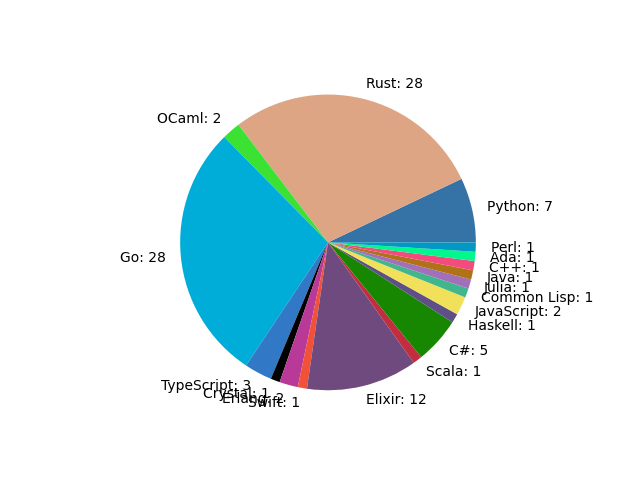 Rust: 28
OCaml: 2
Python: 7
Perl: 1
Ada: 1
C++: 1
Java: 1
Julia: 1
Common Lisp: 1
JavaScript: 2
Haskell: 1
C#: 5
Scala: 1
Elixir: 12
Go: 28
TypeScript: 3
Crystal: 1
Erlang: 2
Swift: 1